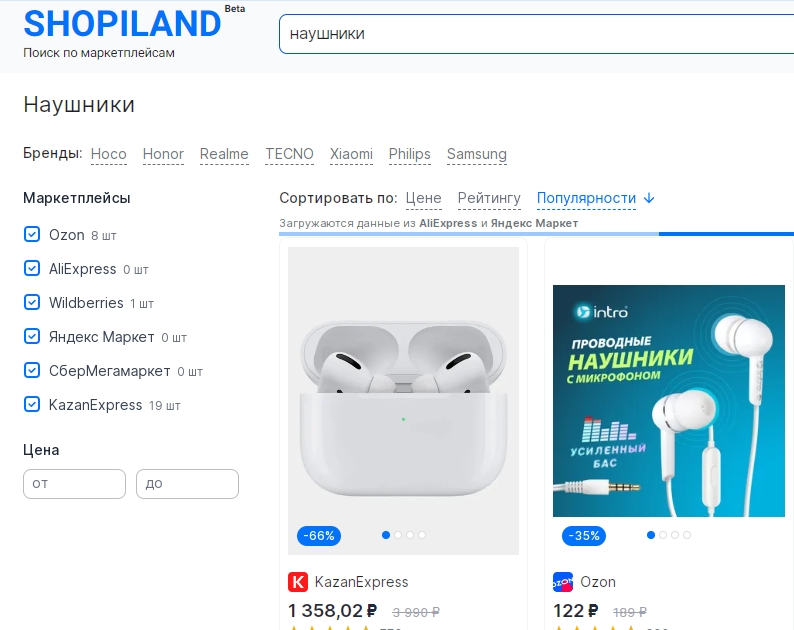 SHOPILAND Beta
Поиск по маркетплейсам
наушники
Наушники
Бренды: Hoco Honor Realme TECNO Xiaomi Philips Samsung
Маркетплейсы
Ozon 8 шт
AliExpress 0 шт
Wildberries 1 шт
Яндекс Маркет 0 шт
СберМегамаркет 0 шт
KazanExpress 19 шт
Цена
от до
Сортировать по: Цене Рейтингу Популярности ↓
Загружаются данные из AliExpress и Яндекс Маркет
-66%
K KazanExpress
1 358,02 ₽ 3 990 ₽
intro
ПРОВОДНЫЕ
НАУШНИКИ
С МИКРОФОНОМ
УСИЛЕННЫЙ
БАС
-35%
OZON Ozon
122 ₽ 189 ₽